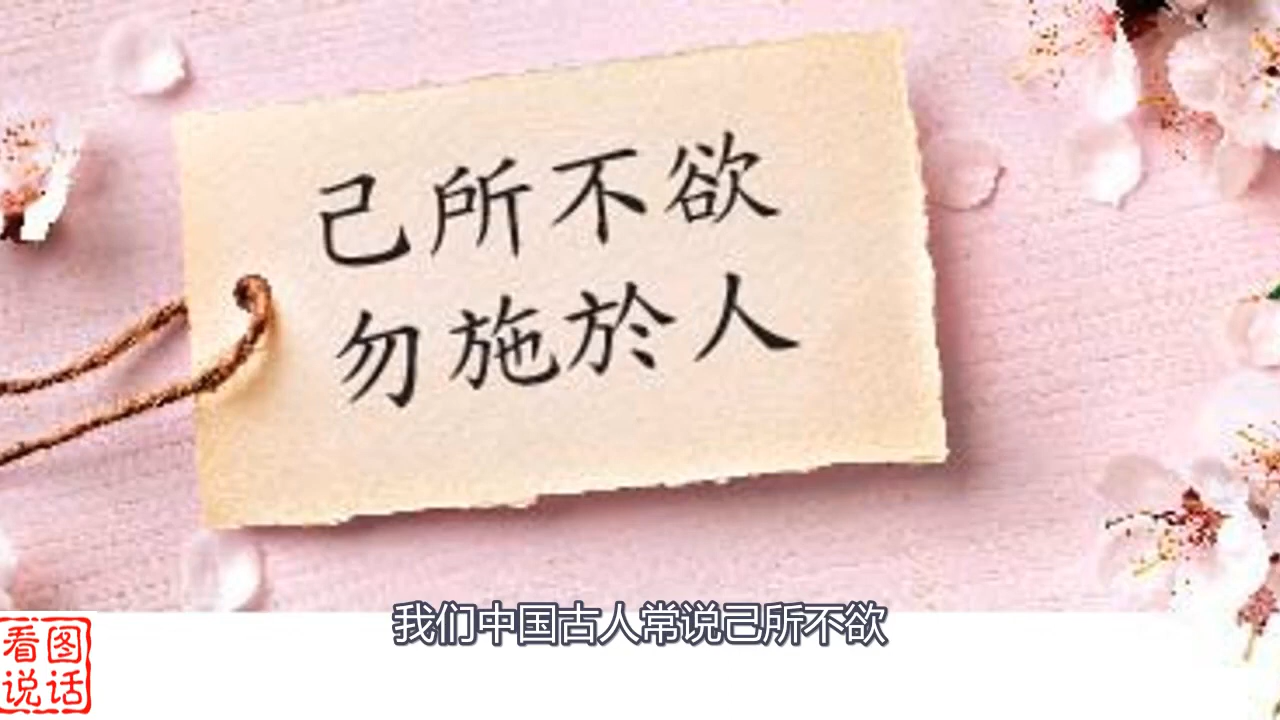 己所不欲
勿施於人
我们中国古人常说己所不欲
看图
说话